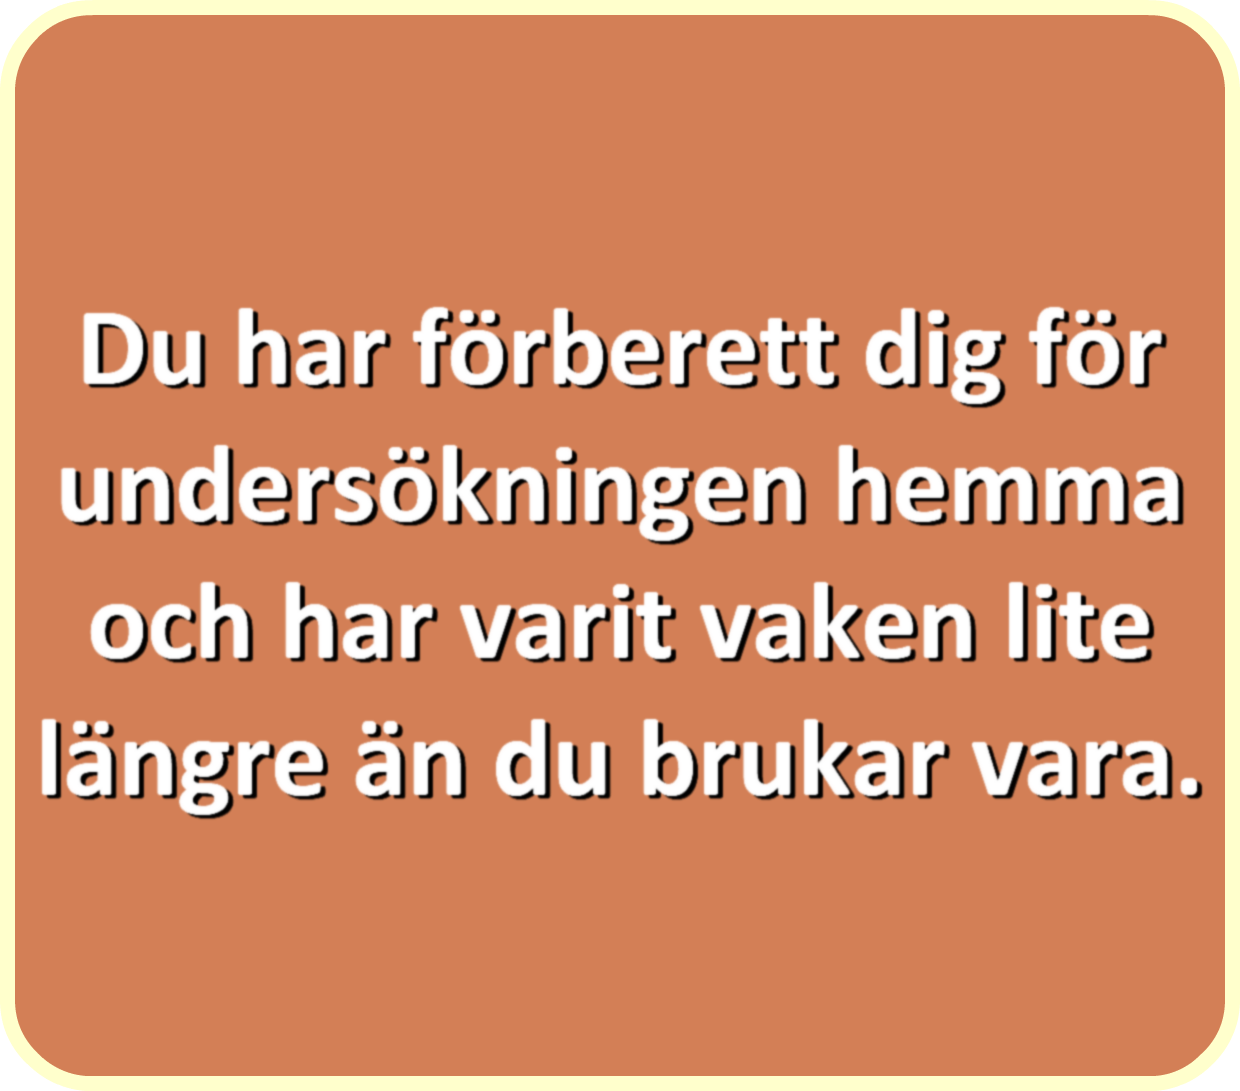 Du har förberett dig för
undersökningen hemma
och har varit vaken lite
längre än du brukar vara.